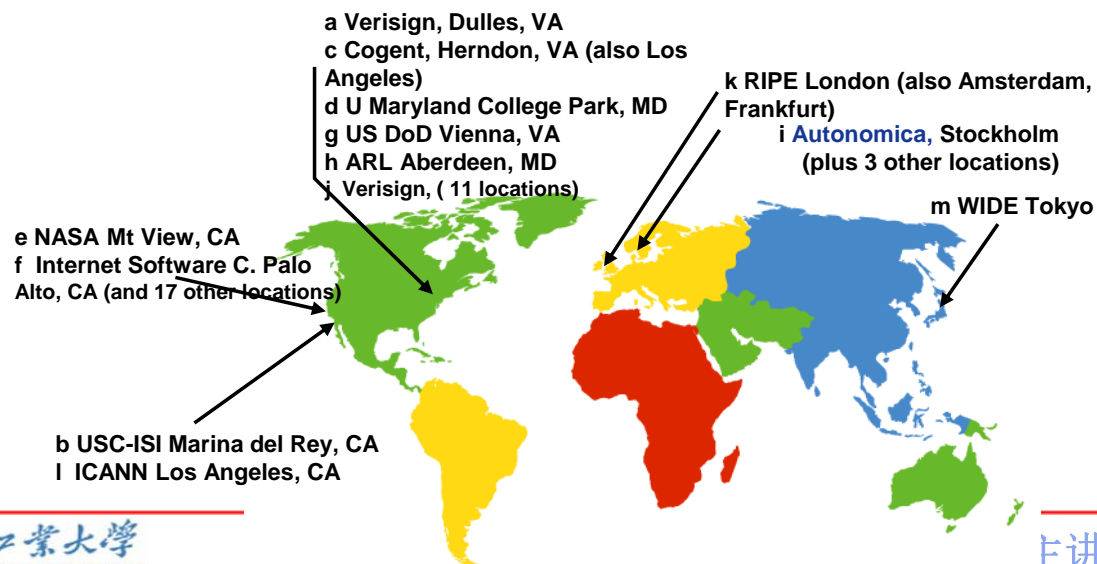 a Verisign, Dulles, VA
c Cogent, Herndon, VA (also Los
Angeles)
d U Maryland College Park, MD
g US DoD Vienna, VA
h ARL Aberdeen, MD
j Verisign, ( 11 locations)
k RIPE London (also Amsterdam,
Frankfurt)
i Autonomica, Stockholm
(plus 3 other locations)
m WIDE Tokyo
e NASA Mt View, CA
f Internet Software C. Palo
Alto, CA (and 17 other locations)
b USC-ISI Marina del Rey, CA
l ICANN Los Angeles, CA
工業大學
主讲